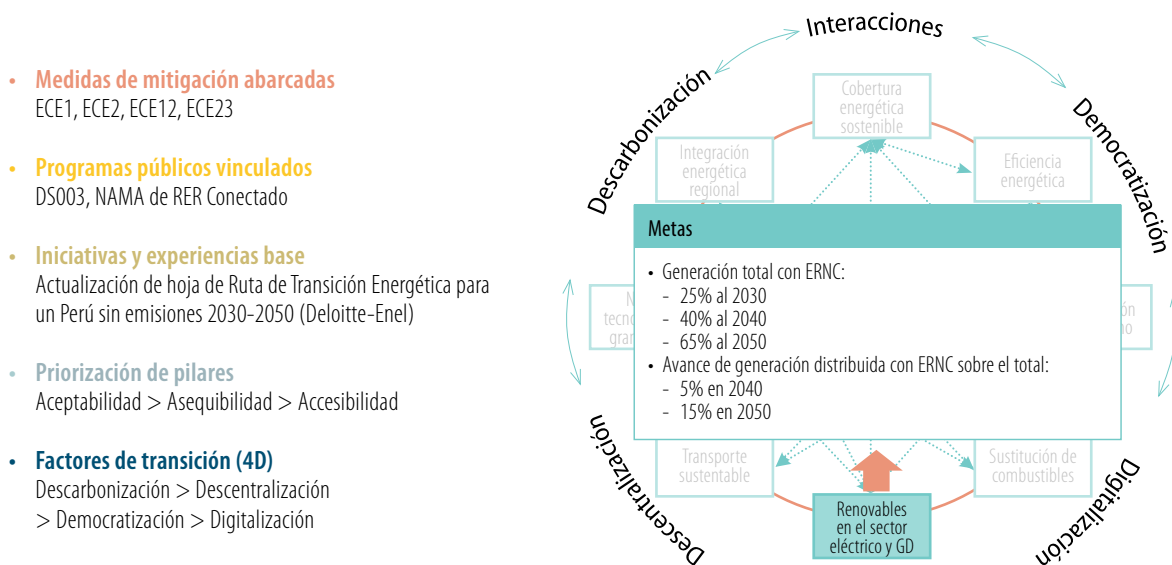 • Medidas de mitigación abarcadas
ECE1, ECE2, ECE12, ECE23
• Programas públicos vinculados
DS003, NAMA de RER Conectado
• Iniciativas y experiencias base
Actualización de hoja de Ruta de Transición Energética para
un Perú sin emisiones 2030-2050 (Deloitte-Enel)
• Priorización de pilares
Aceptabilidad > Asequibilidad > Accesibilidad
• Factores de transición (4D)
Descarbonización > Descentralización
> Democratización > Digitalización
Interacciones
Descarbonización
Democratización
Cobertura
energética
sostenible
Integración
energética
regional
Eficiencia
energética
Metas
• Generación total con ERNC:
- 25% al 2030
- 40% al 2040
- 65% al 2050
• Avance de generación distribuida con ERNC sobre el total:
- 5% en 2040
- 15% en 2050
Descentralización
Digitalización
Transporte
sustentable
Sustitución de
combustibles
Renovables
en el sector
eléctrico y GD